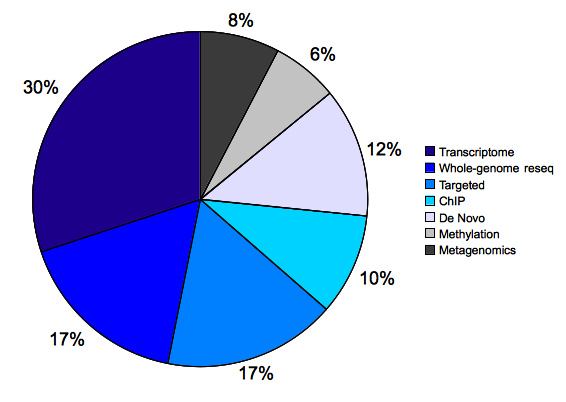 8%
6%
30%
12%
Transcriptome
Whole-genome reseq
Targeted
ChIP
De Novo
Methylation
Metagenomics
10%
17%
17%